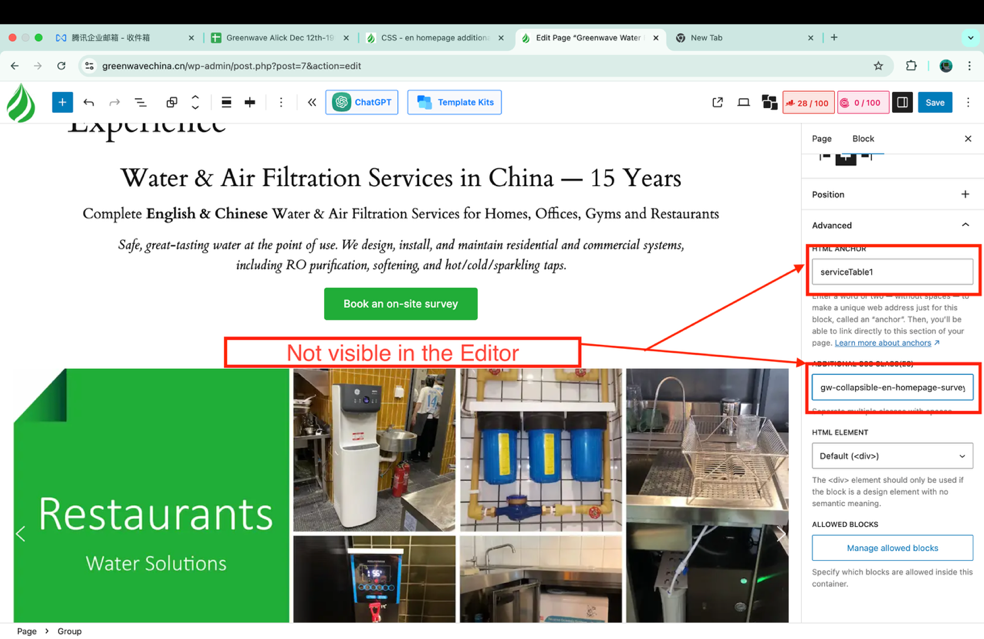 腾讯企业邮箱 - 收件箱
Greenwave Alick Dec 12th-19
CSS - en homepage additiona
Edit Page "Greenwave Water
New Tab
greenwavechina.cn/wp-admin/post.php?post=7&action=edit
ChatGPT
Template Kits
28 / 100
0 / 100
Save
Experience
Water & Air Filtration Services in China — 15 Years
Complete English & Chinese Water & Air Filtration Services for Homes, Offices, Gyms and Restaurants
Safe, great-tasting water at the point of use. We design, install, and maintain residential and commercial systems,
including RO purification, softening, and hot/cold/sparkling taps.
Book an on-site survey
Not visible in the Editor
Restaurants
Water Solutions
Page
Block
Position
Advanced
HTML ANCHOR
serviceTable1
Enter a word or two — without spaces — to
make a unique web address just for this
block, called an "anchor". Then, you'll be
able to link directly to this section of your
page. Learn more about anchors
ADDITIONAL CSS CLASS(ES)
gw-collapsible-en-homepage-survey
Separate multiple classes with spaces.
HTML ELEMENT
Default (<div>)
The <div> element should only be used if
the block is a design element with no
semantic meaning.
ALLOWED BLOCKS
Manage allowed blocks
Specify which blocks are allowed inside this
container.
Page > Group